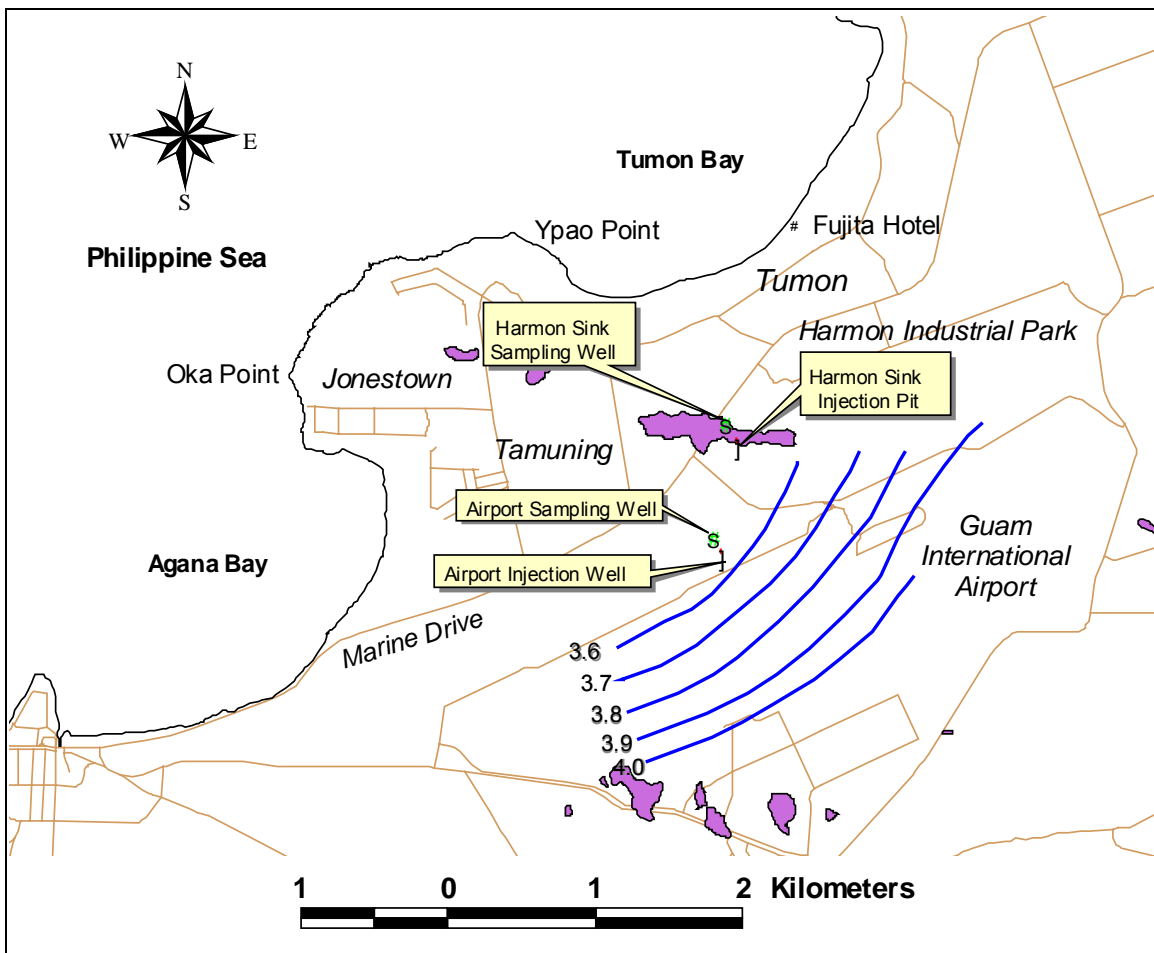 N
W
E
S
Tumon Bay
Ypao Point
# Fujita Hotel
Philippine Sea
Tumon
Harmon Sink
Sampling Well
Harmon Industrial Park
Oka Point
Jonestown
Harmon Sink
Injection Pit
S
Tamuning
Airport Sampling Well
S
Guam
International
Airport
Agana Bay
Airport Injection Well
Marine Drive
3.6
3.7
3.8
3.9
4.0
1 0 1 2 Kilometers